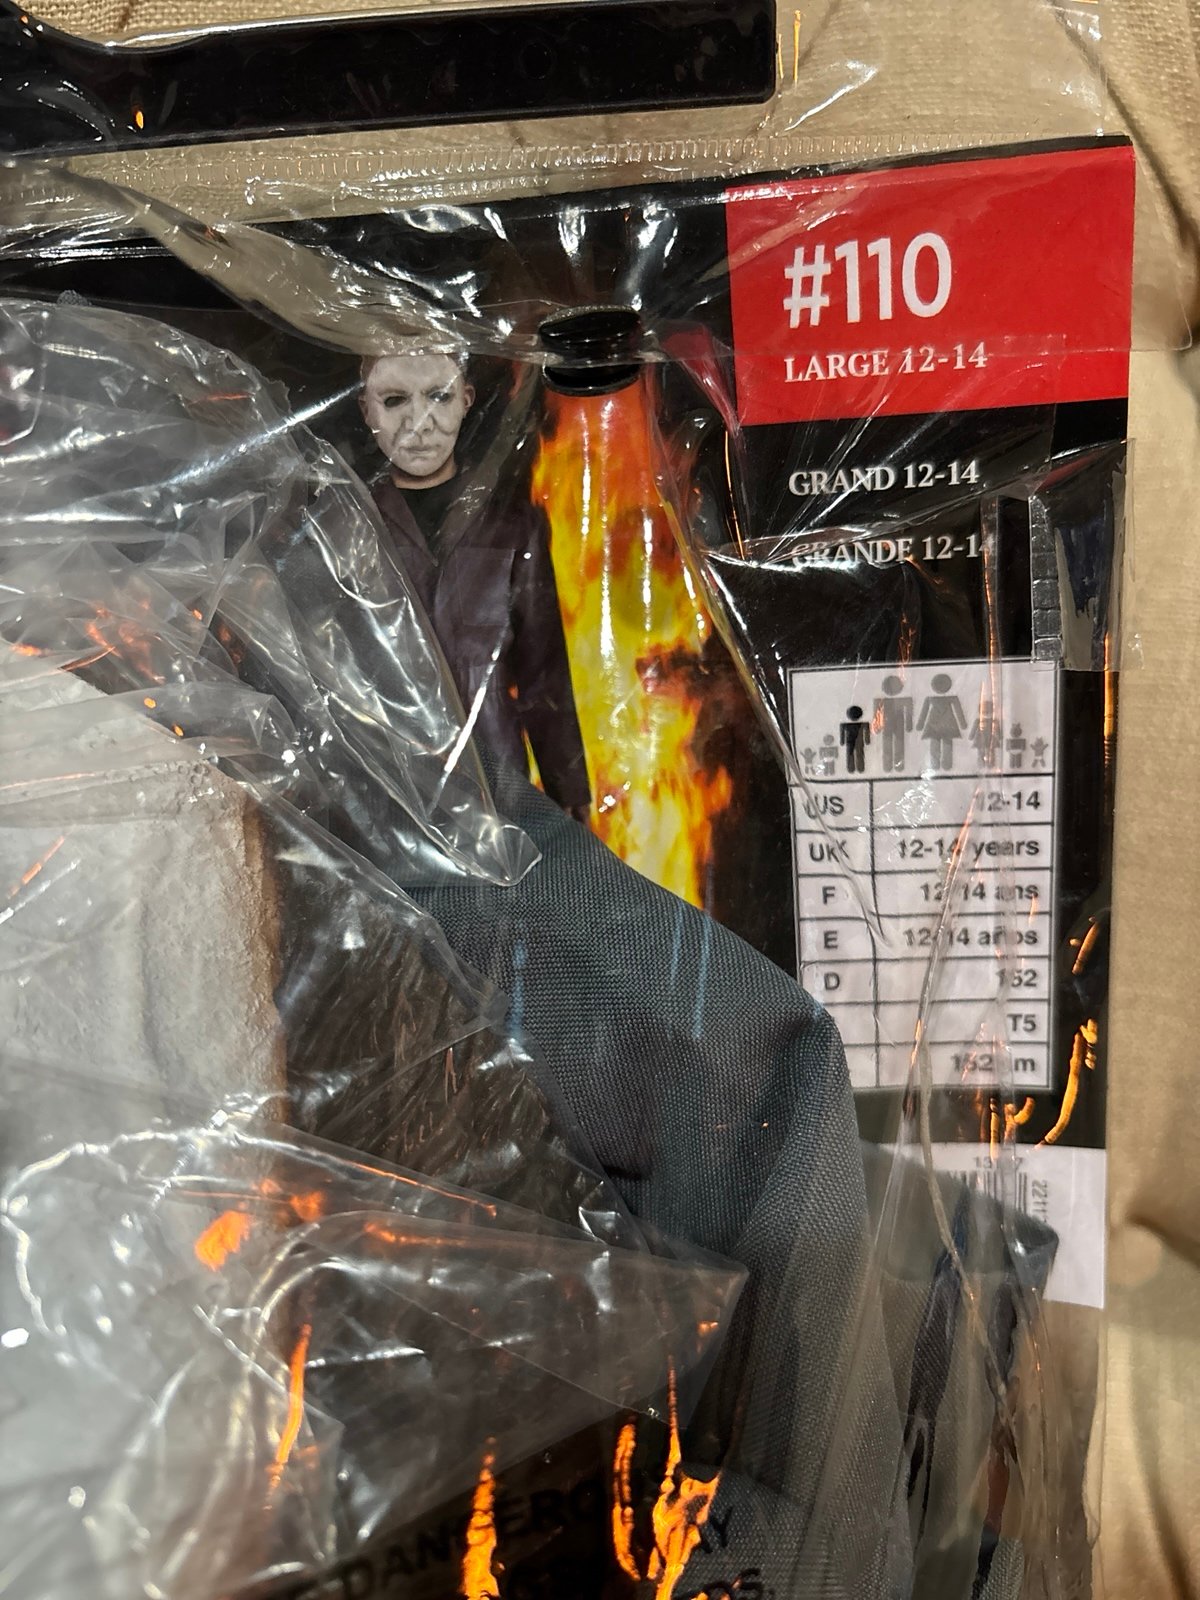 #110
LARGE 12-14
GRAND 12-14
GRANDE 12-14
US 12-14
UK 12-14 years
F 12-14 ans
E 12-14 años
D 152
T5
152 cm